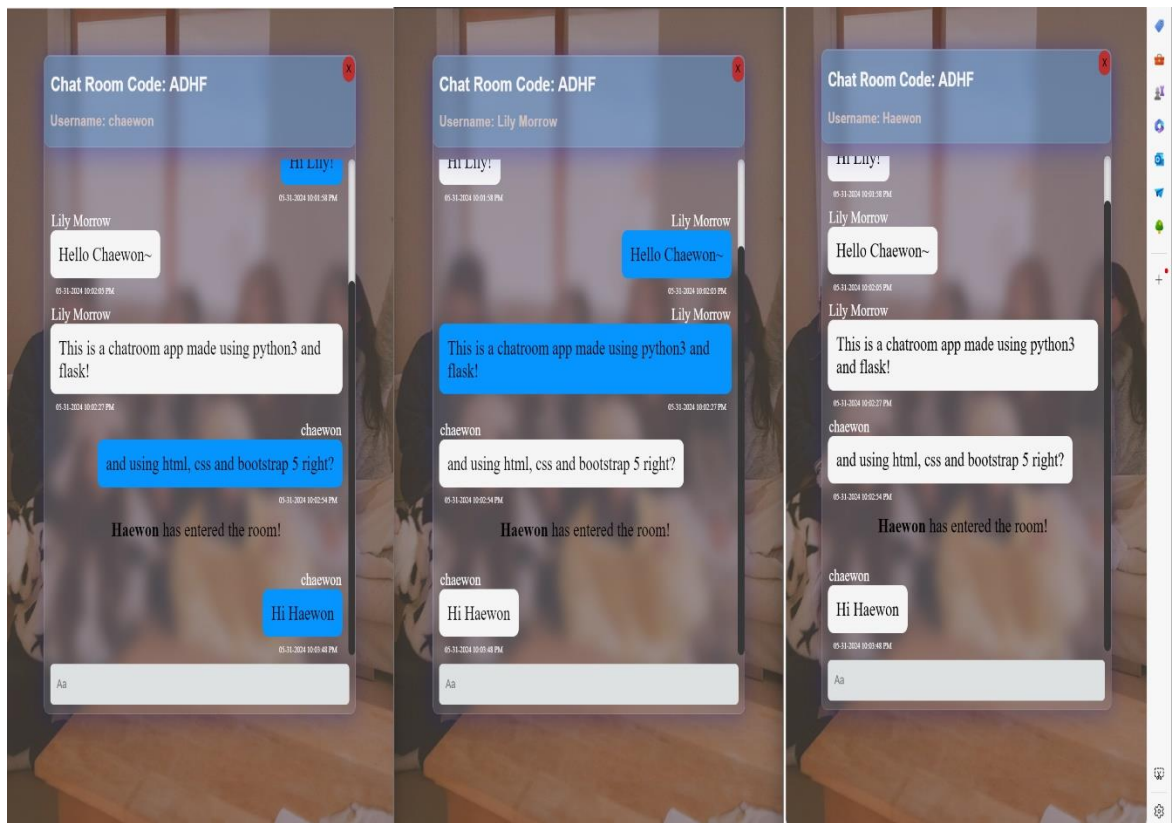 Chat Room Code: ADHF
X
Username: chaewon
Hi Lily!
05-31-2024 10:01:58 PM
Lily Morrow
Hello Chaewon~
05-31-2024 10:02:05 PM
Lily Morrow
This is a chatroom app made using python3 and
flask!
05-31-2024 10:02:27 PM
chaewon
and using html, css and bootstrap 5 right?
05-31-2024 10:02:54 PM
Haewon has entered the room!
chaewon
Hi Haewon
05-31-2024 10:03:48 PM
Aa
Chat Room Code: ADHF
X
Username: Lily Morrow
Hi Lily!
05-31-2024 10:01:58 PM
Lily Morrow
Hello Chaewon~
05-31-2024 10:02:05 PM
Lily Morrow
This is a chatroom app made using python3 and
flask!
05-31-2024 10:02:27 PM
chaewon
and using html, css and bootstrap 5 right?
05-31-2024 10:02:54 PM
Haewon has entered the room!
chaewon
Hi Haewon
05-31-2024 10:03:48 PM
Aa
Chat Room Code: ADHF
X
Username: Haewon
Hi Lily!
05-31-2024 10:01:58 PM
Lily Morrow
Hello Chaewon~
05-31-2024 10:02:05 PM
Lily Morrow
This is a chatroom app made using python3
and flask!
05-31-2024 10:02:27 PM
chaewon
and using html, css and bootstrap 5 right?
05-31-2024 10:02:54 PM
Haewon has entered the room!
chaewon
Hi Haewon
05-31-2024 10:03:48 PM
Aa